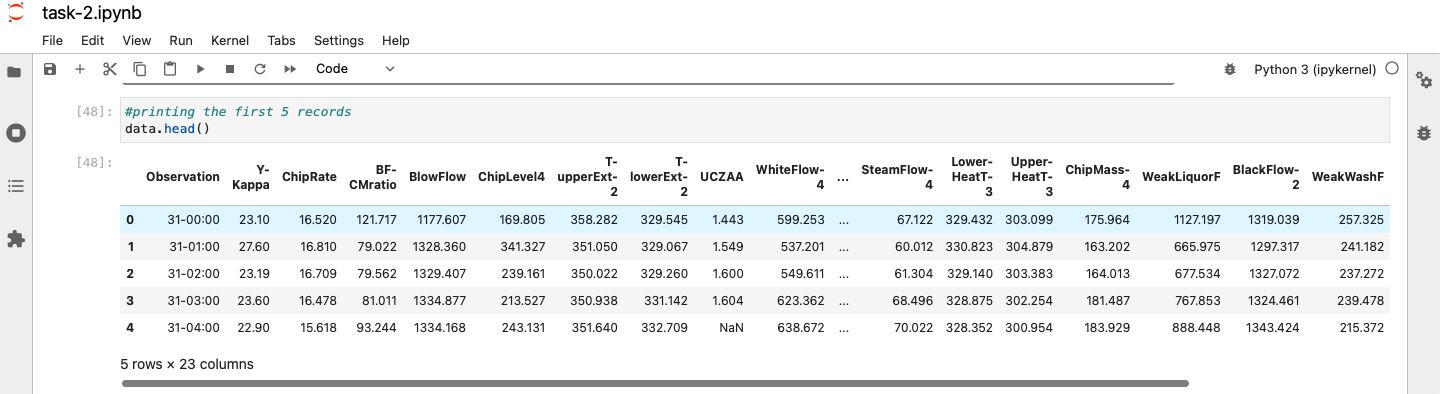 task-2.ipynb
File Edit View Run Kernel Tabs Settings Help
Code Python 3 (ipykernel)
[48]: #printing the first 5 records
data.head()
[48]:
Observation Y-Kappa ChipRate BF-CMratio BlowFlow ChipLevel4 T-upperExt-2 T-lowerExt-2 UCZAA WhiteFlow-4 ... SteamFlow-4 Lower-HeatT-3 Upper-HeatT-3 ChipMass-4 WeakLiquorF BlackFlow-2 WeakWashF
0 31-00:00 23.10 16.520 121.717 1177.607 169.805 358.282 329.545 1.443 599.253 ... 67.122 329.432 303.099 175.964 1127.197 1319.039 257.325
1 31-01:00 27.60 16.810 79.022 1328.360 341.327 351.050 329.067 1.549 537.201 ... 60.012 330.823 304.879 163.202 665.975 1297.317 241.182
2 31-02:00 23.19 16.709 79.562 1329.407 239.161 350.022 329.260 1.600 549.611 ... 61.304 329.140 303.383 164.013 677.534 1327.072 237.272
3 31-03:00 23.60 16.478 81.011 1334.877 213.527 350.938 331.142 1.604 623.362 ... 68.496 328.875 302.254 181.487 767.853 1324.461 239.478
4 31-04:00 22.90 15.618 93.244 1334.168 243.131 351.640 332.709 NaN 638.672 ... 70.022 328.352 300.954 183.929 888.448 1343.424 215.372
5 rows × 23 columns